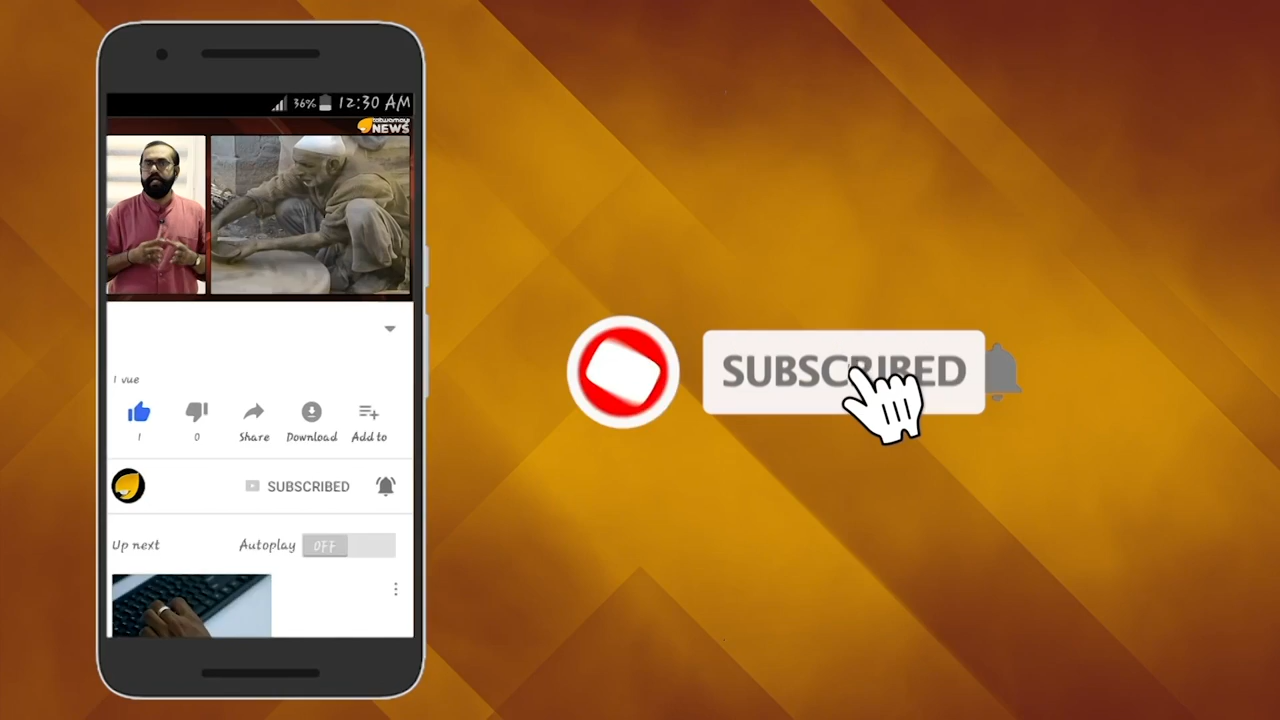 36% 12:30 AM
tatwamayi
NEWS
1 vue
1 0 Share Download Add to
SUBSCRIBED
Up next Autoplay OFF
SUBSCRIBED